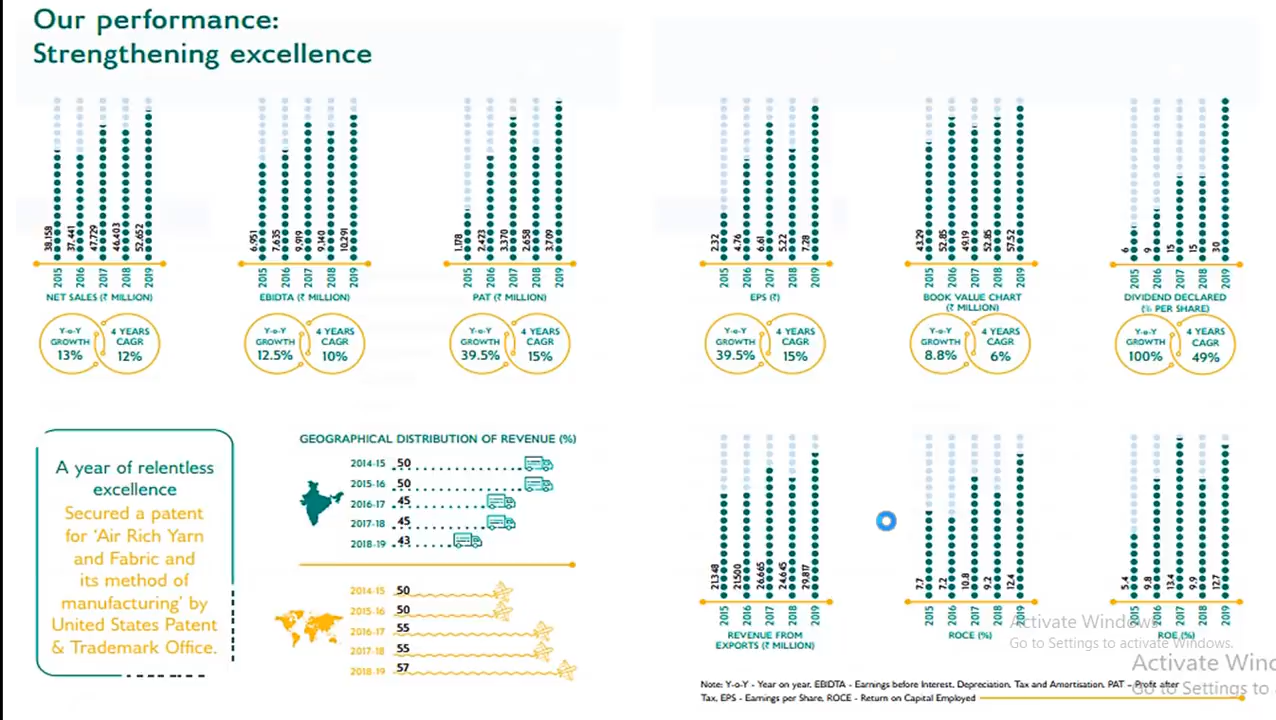 Our performance:
Strengthening excellence
38,158
37,441
47,729
46,403
52,652
2015
2016
2017
2018
2019
NET SALES (₹ MILLION)
Y-o-Y
GROWTH
13%
4 YEARS
CAGR
12%
6,951
7,635
9,919
9,140
10,291
2015
2016
2017
2018
2019
EBIDTA (₹ MILLION)
Y-o-Y
GROWTH
12.5%
4 YEARS
CAGR
10%
1,178
2,423
3,370
2,658
3,709
2015
2016
2017
2018
2019
PAT (₹ MILLION)
Y-o-Y
GROWTH
39.5%
4 YEARS
CAGR
15%
2.32
4.76
6.61
5.22
7.28
2015
2016
2017
2018
2019
EPS (₹)
Y-o-Y
GROWTH
39.5%
4 YEARS
CAGR
15%
43.29
52.85
49.19
52.85
57.52
2015
2016
2017
2018
2019
BOOK VALUE CHART
(₹ MILLION)
Y-o-Y
GROWTH
8.8%
4 YEARS
CAGR
6%
6
9
15
15
30
2015
2016
2017
2018
2019
DIVIDEND DECLARED
(% PER SHARE)
Y-o-Y
GROWTH
100%
4 YEARS
CAGR
49%
A year of relentless
excellence
Secured a patent
for 'Air Rich Yarn
and Fabric and
its method of
manufacturing' by
United States Patent
& Trademark Office.
GEOGRAPHICAL DISTRIBUTION OF REVENUE (%)
2014-15 50
2015-16 50
2016-17 45
2017-18 45
2018-19 43
2014-15 50
2015-16 50
2016-17 55
2017-18 55
2018-19 57
21348
21500
26,665
24,645
29,817
2015
2016
2017
2018
2019
REVENUE FROM
EXPORTS (₹ MILLION)
7.7
7.2
10.8
9.2
12.4
2015
2016
2017
2018
2019
ROCE (%)
5.4
9.8
13.4
9.9
12.7
2015
2016
2017
2018
2019
ROE (%)
Activate Windows
Go to Settings to activate Windows.
Activate Winc
Go to Settings to
Note: Y-o-Y - Year on year, EBIDTA - Earnings before Interest, Depreciation, Tax and Amortisation, PAT – Profit after
Tax, EPS - Earnings per Share, ROCE - Return on Capital Employed